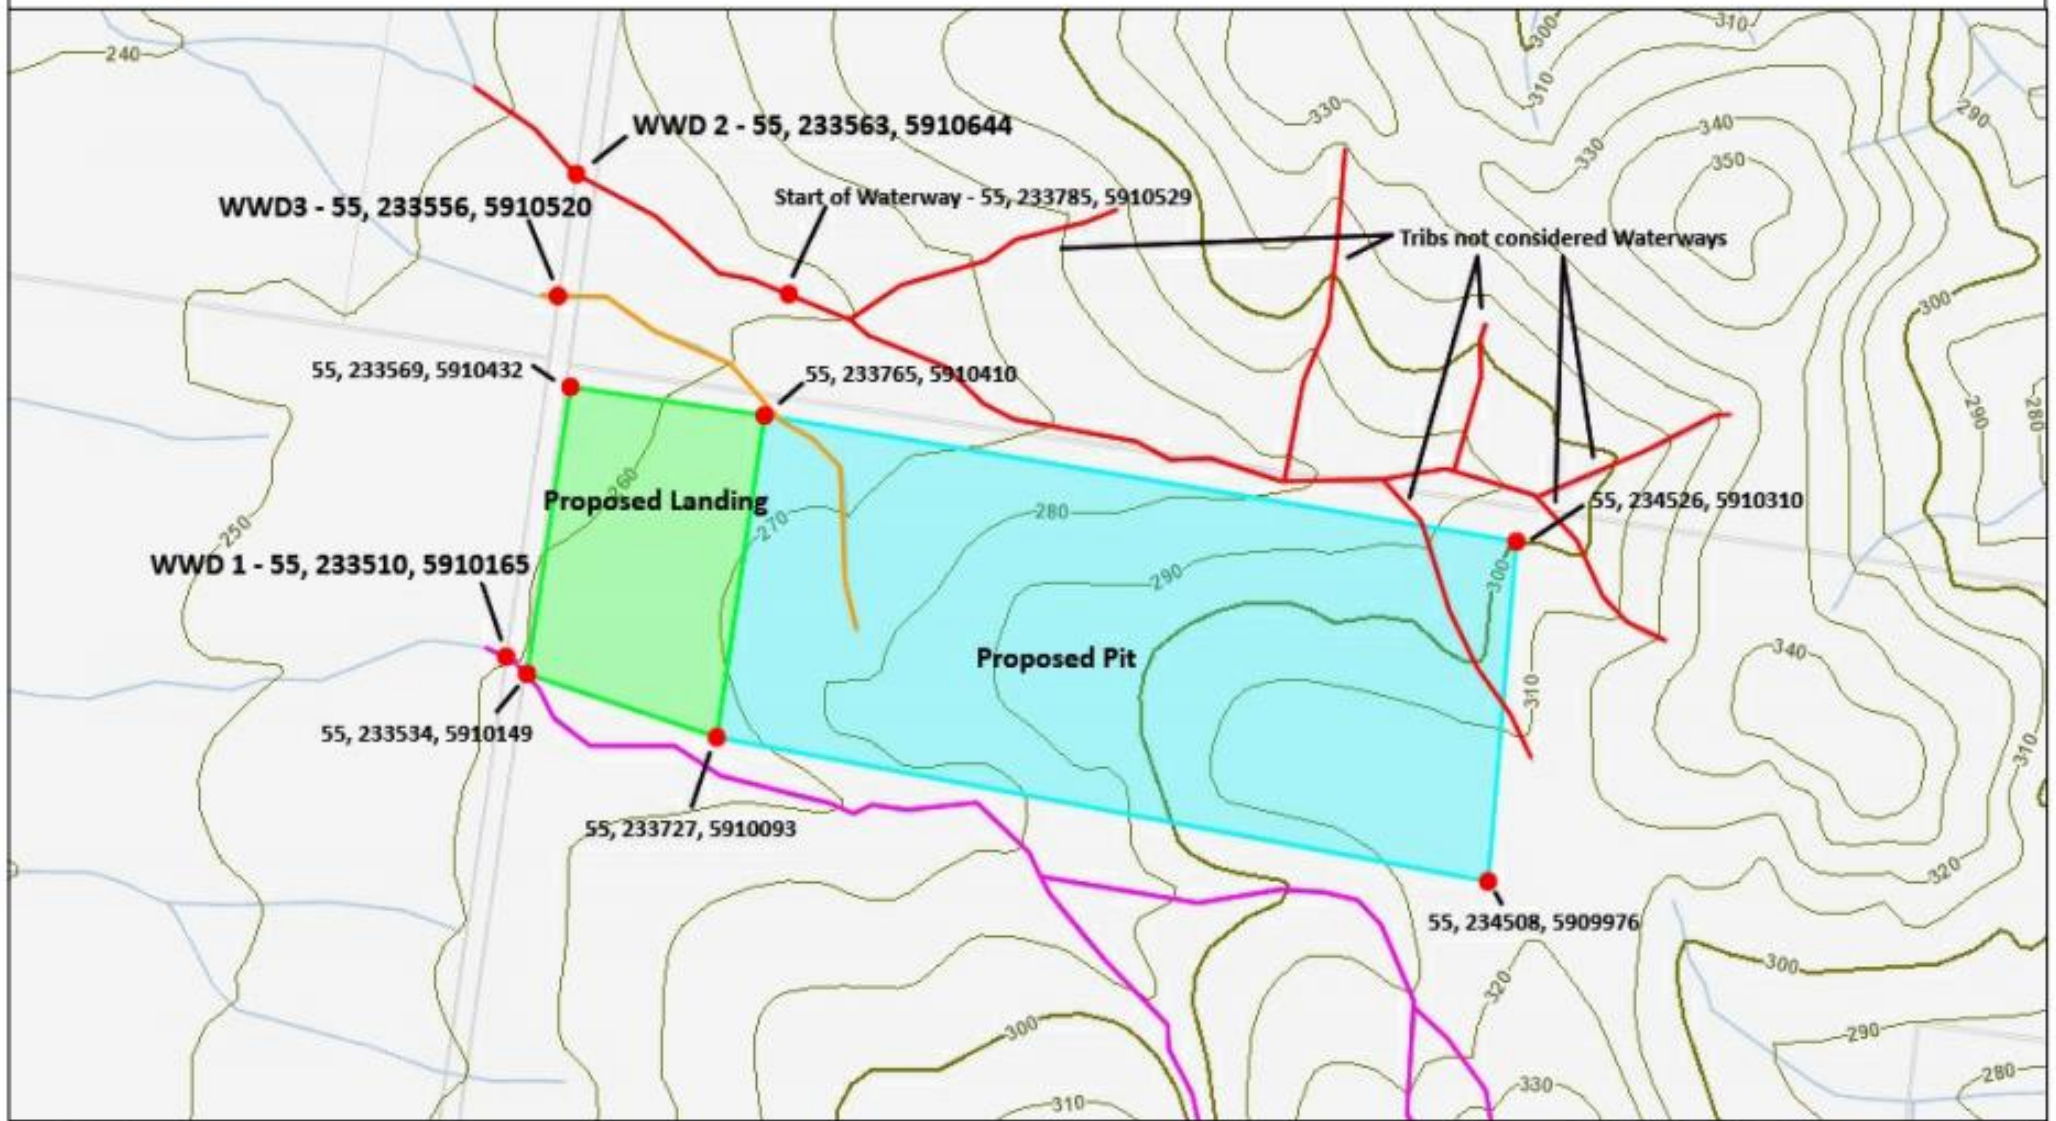 310
300
240
310
290
330
340
WWD 2 - 55, 233563, 5910644
330
350
Start of Waterway - 55, 233785, 5910529
WWD3 - 55, 233556, 5910520
Tribs not considered Waterways
300
55, 233569, 5910432
55, 233765, 5910410
290
280
260
Proposed Landing
55, 234526, 5910310
280
270
250
WWD 1 - 55, 233510, 5910165
290
300
340
Proposed Pit
310
55, 233534, 5910149
310
55, 233727, 5910093
320
55, 234508, 5909976
300
320
300
290
280
330
310